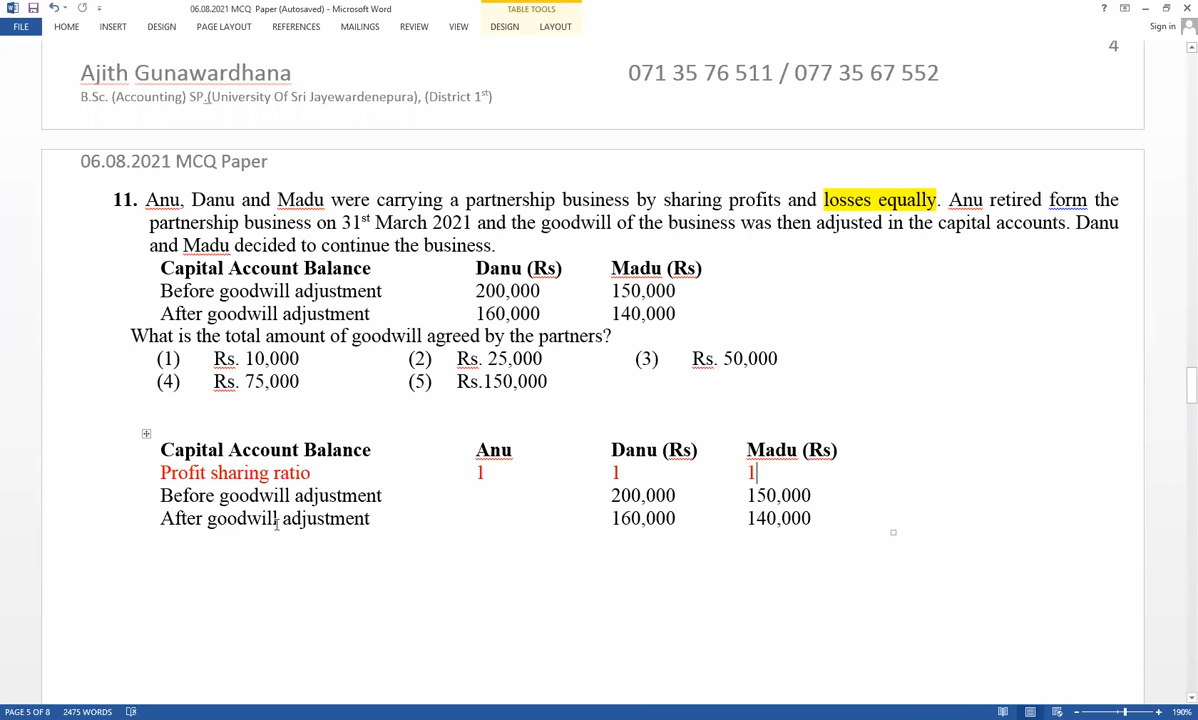 06.08.2021 MCQ Paper (Autosaved) - Microsoft Word
TABLE TOOLS
?
FILE HOME INSERT DESIGN PAGE LAYOUT REFERENCES MAILINGS REVIEW VIEW DESIGN LAYOUT Sign in
4
Ajith Gunawardhana 071 35 76 511 / 077 35 67 552
B.Sc. (Accounting) SP.(University Of Sri Jayewardenepura), (District 1st)
06.08.2021 MCQ Paper
11. Anu, Danu and Madu were carrying a partnership business by sharing profits and losses equally. Anu retired form the
partnership business on 31st March 2021 and the goodwill of the business was then adjusted in the capital accounts. Danu
and Madu decided to continue the business.
Capital Account Balance Danu (Rs) Madu (Rs)
Before goodwill adjustment 200,000 150,000
After goodwill adjustment 160,000 140,000
What is the total amount of goodwill agreed by the partners?
(1) Rs. 10,000 (2) Rs. 25,000 (3) Rs. 50,000
(4) Rs. 75,000 (5) Rs.150,000
Capital Account Balance Anu Danu (Rs) Madu (Rs)
Profit sharing ratio 1 1 1
Before goodwill adjustment 200,000 150,000
After goodwill adjustment 160,000 140,000
PAGE 5 OF 8 2475 WORDS 190%